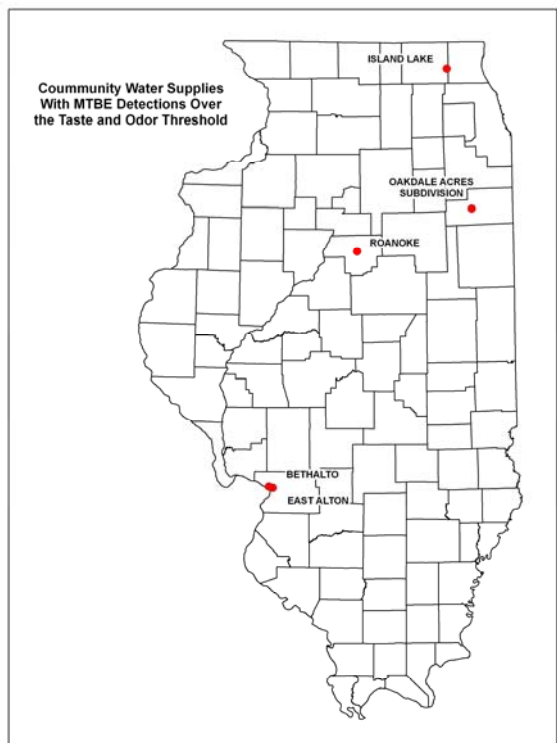 Coummunity Water Supplies
With MTBE Detections Over
the Taste and Odor Threshold
ISLAND LAKE
OAKDALE ACRES
SUBDIVISION
ROANOKE
BETHALTO
EAST ALTON